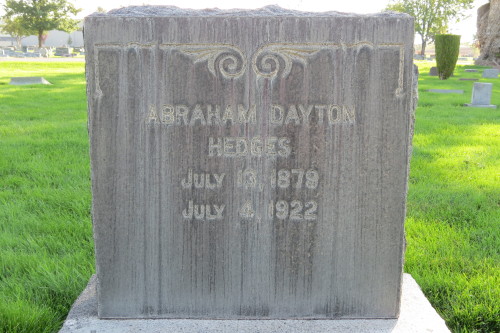 ABRAHAM DAYTON
HEDGES
JULY 13, 1879
JULY 4, 1922